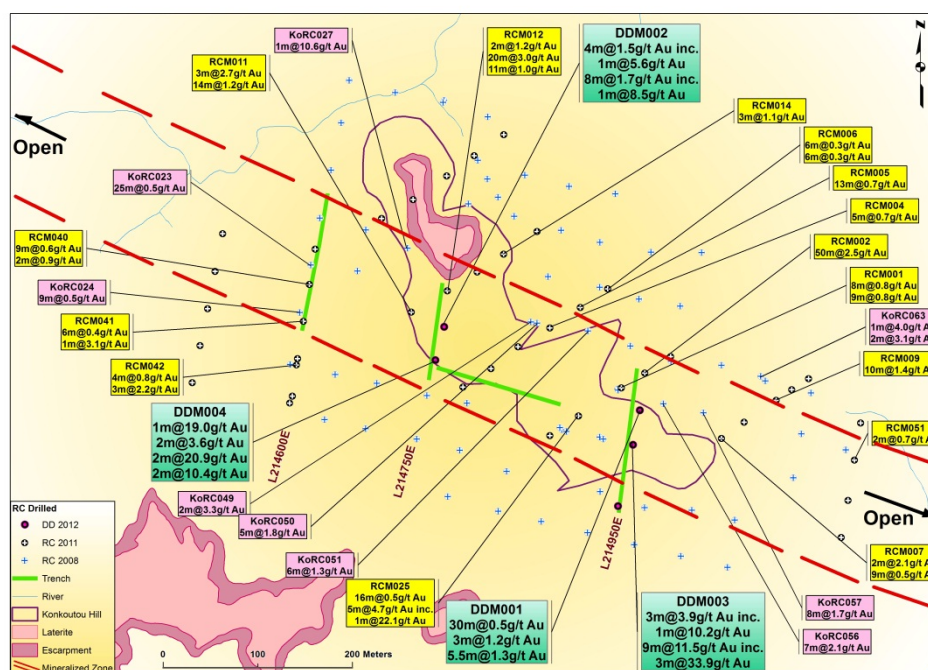 KoRC027
1m@10.6g/t Au
RCM011
3m@2.7g/t Au
14m@1.2g/t Au
RCM012
2m@1.2g/t Au
20m@3.0g/t Au
11m@1.0g/t Au
DDM002
4m@1.5g/t Au inc.
1m@5.6g/t Au
8m@1.7g/t Au inc.
1m@8.5g/t Au
z
RCM014
3m@1.1g/t Au
RCM006
6m@0.3g/t Au
6m@0.3g/t Au
RCM005
13m@0.7g/t Au
RCM004
5m@0.7g/t Au
RCM002
50m@2.5g/t Au
RCM001
8m@0.8g/t Au
9m@0.8g/t Au
KoRC063
1m@4.0g/t Au
2m@3.1g/t Au
RCM009
10m@1.4g/t Au
RCM051
2m@0.7g/t Au
Open
KoRC023
25m@0.5g/t Au
RCM040
9m@0.6g/t Au
2m@0.9g/t Au
KoRC024
9m@0.5g/t Au
RCM041
6m@0.4g/t Au
1m@3.1g/t Au
RCM042
4m@0.8g/t Au
3m@2.2g/t Au
DDM004
1m@19.0g/t Au
2m@3.6g/t Au
2m@20.9g/t Au
2m@10.4g/t Au
L214600E
L214750E
L214950E
KoRC049
2m@3.3g/t Au
KoRC050
5m@1.8g/t Au
KoRC051
6m@1.3g/t Au
RCM025
16m@0.5g/t Au
5m@4.7g/t Au inc.
1m@22.1g/t Au
DDM001
30m@0.5g/t Au
3m@1.2g/t Au
5.5m@1.3g/t Au
DDM003
3m@3.9g/t Au inc.
1m@10.2g/t Au
9m@11.5g/t Au inc.
3m@33.9g/t Au
Open
RCM007
2m@2.1g/t Au
9m@0.5g/t Au
KoRC057
8m@1.7g/t Au
KoRC056
7m@2.1g/t Au
RC Drilled
DD 2012
RC 2011
RC 2008
Trench
River
Konkoutou Hill
Laterite
Escarpment
Mineralized Zone
0 100 200 Meters